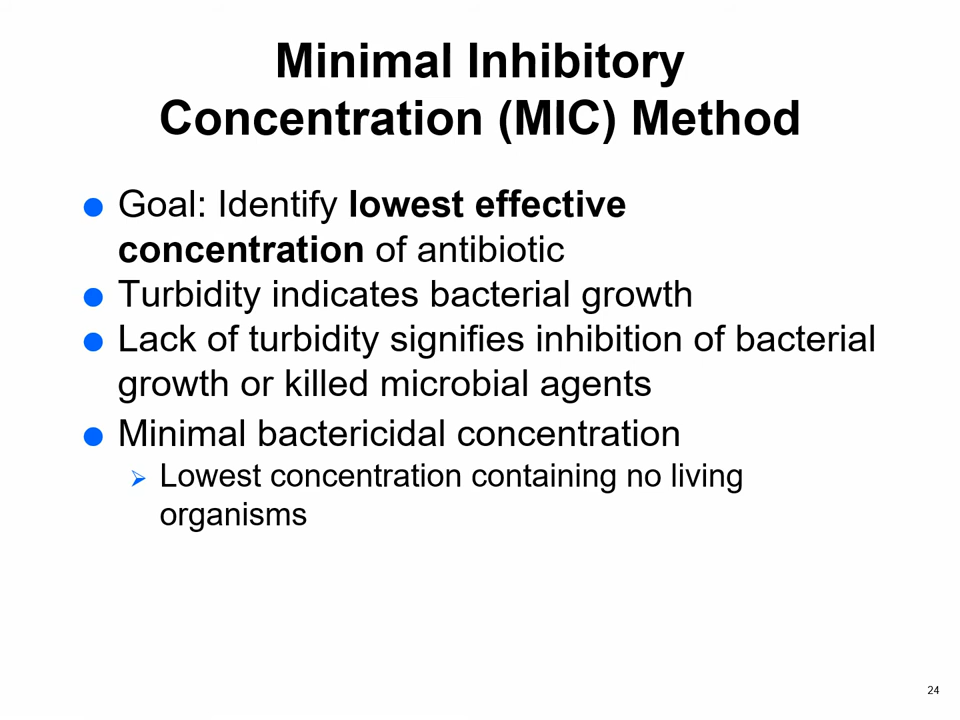 Minimal Inhibitory
Concentration (MIC) Method
Goal: Identify lowest effective
concentration of antibiotic
Turbidity indicates bacterial growth
Lack of turbidity signifies inhibition of bacterial
growth or killed microbial agents
Minimal bactericidal concentration
Lowest concentration containing no living
organisms
24